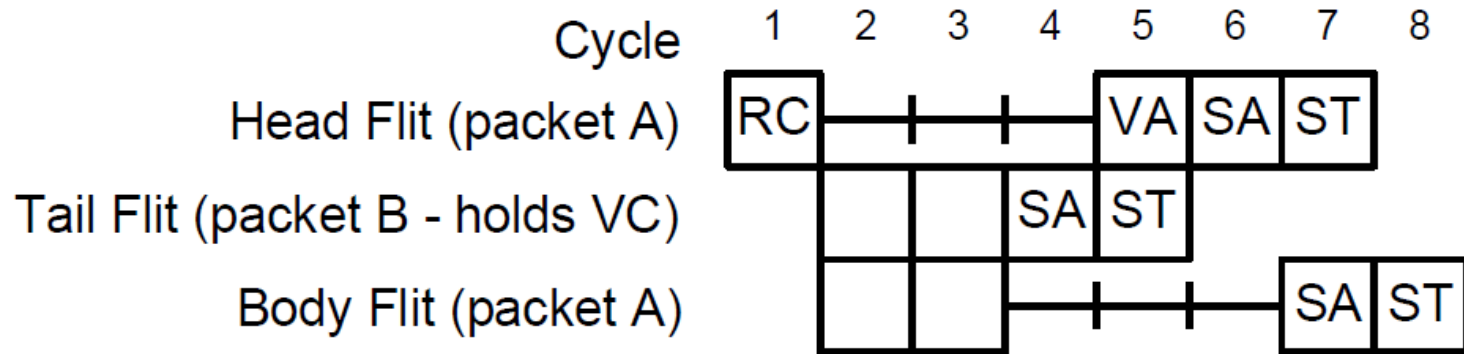 Cycle 1 2 3 4 5 6 7 8
Head Flit (packet A) RC VA SA ST
Tail Flit (packet B - holds VC) SA ST
Body Flit (packet A) SA ST